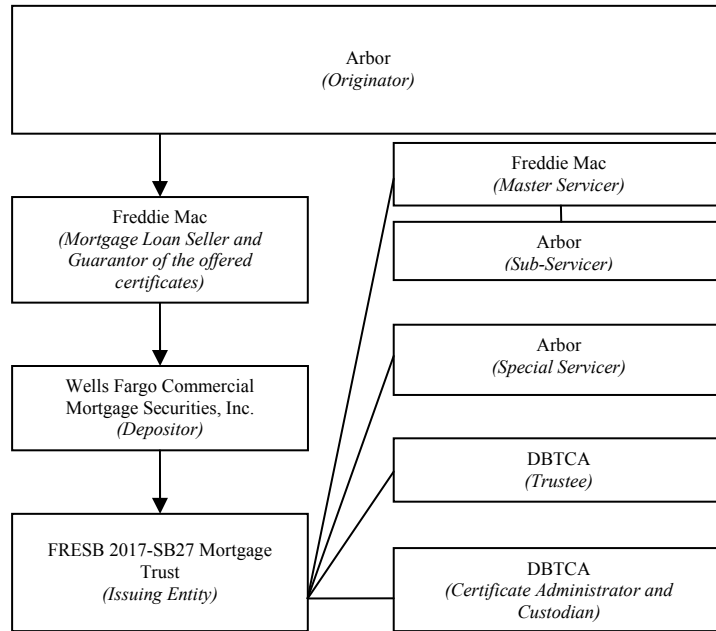 Arbor
(Originator)
Freddie Mac
(Mortgage Loan Seller and
Guarantor of the offered
certificates)
Wells Fargo Commercial
Mortgage Securities, Inc.
(Depositor)
FRESB 2017-SB27 Mortgage
Trust
(Issuing Entity)
Freddie Mac
(Master Servicer)
Arbor
(Sub-Servicer)
Arbor
(Special Servicer)
DBTCA
(Trustee)
DBTCA
(Certificate Administrator and
Custodian)